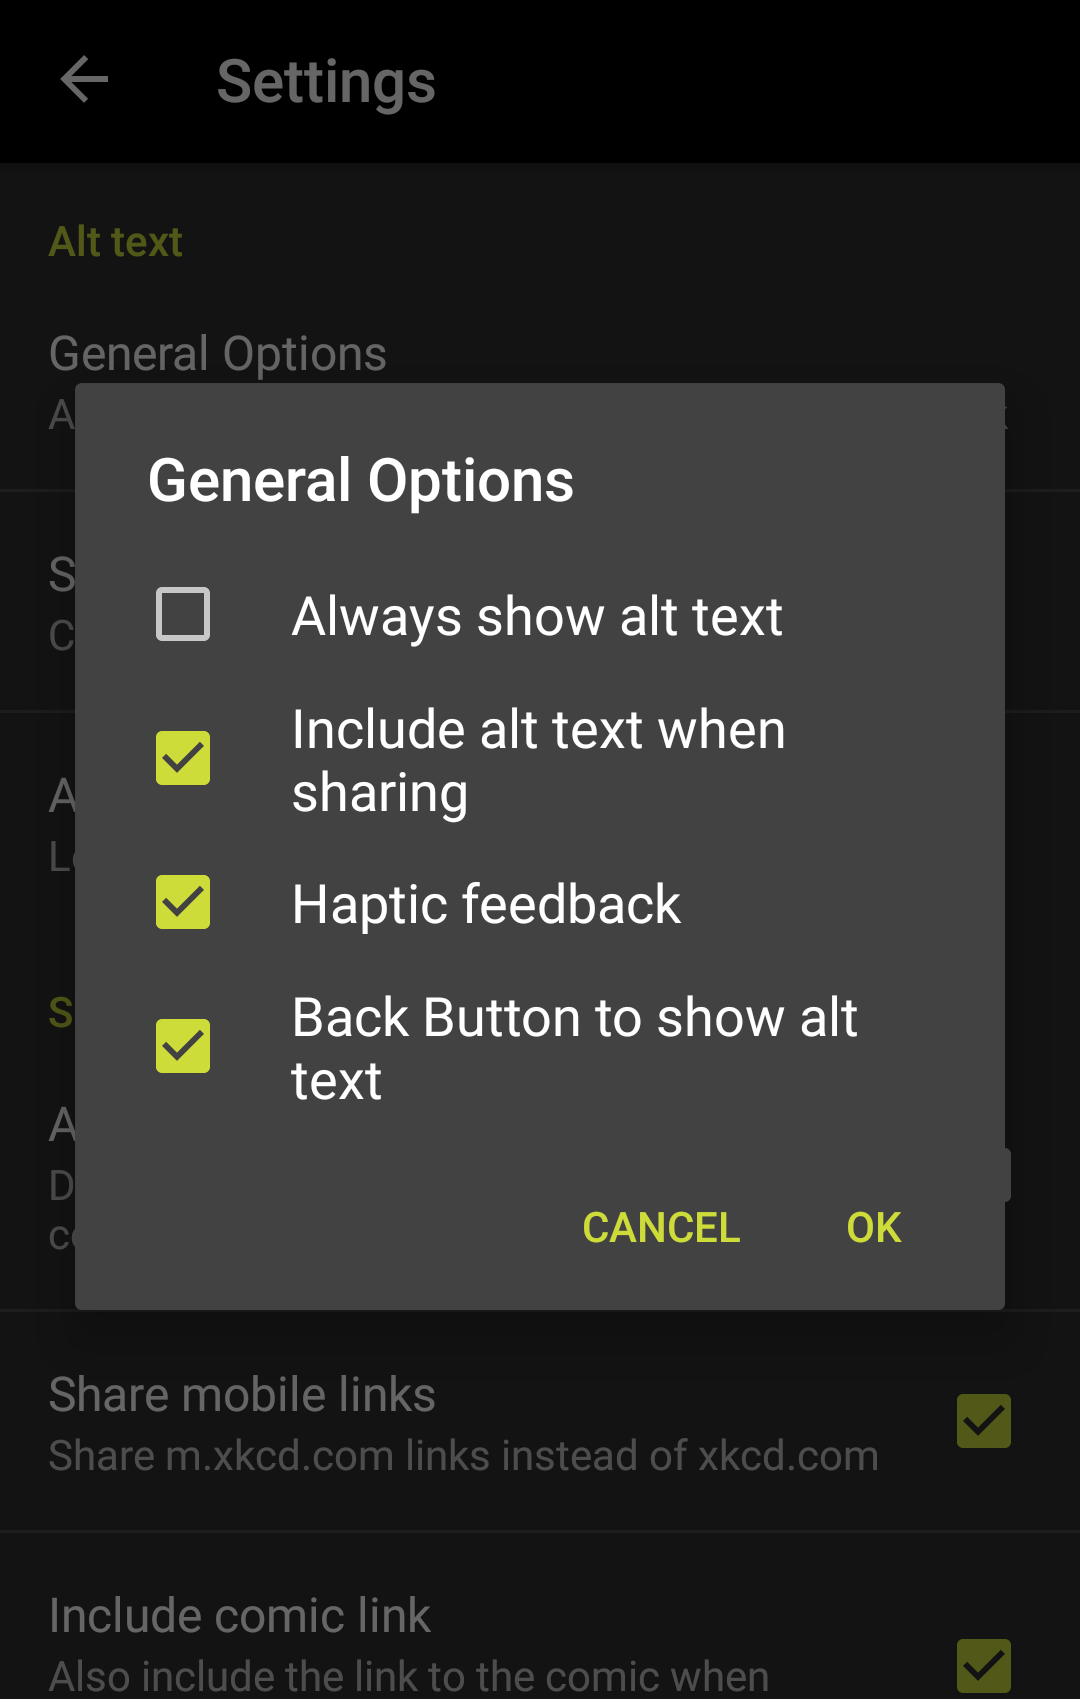 Settings
Alt text
General Options
General Options
Always show alt text
Include alt text when
sharing
Haptic feedback
Back Button to show alt
text
CANCEL OK
Share mobile links
Share m.xkcd.com links instead of xkcd.com
Include comic link
Also include the link to the comic when